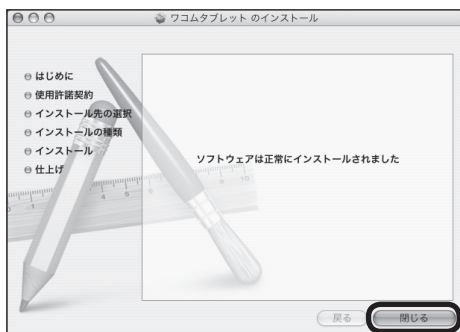 ワコムタブレット のインストール
はじめに
使用許諾契約
インストール先の選択
インストールの種類
インストール
仕上げ
ソフトウェアは正常にインストールされました
戻る
閉じる